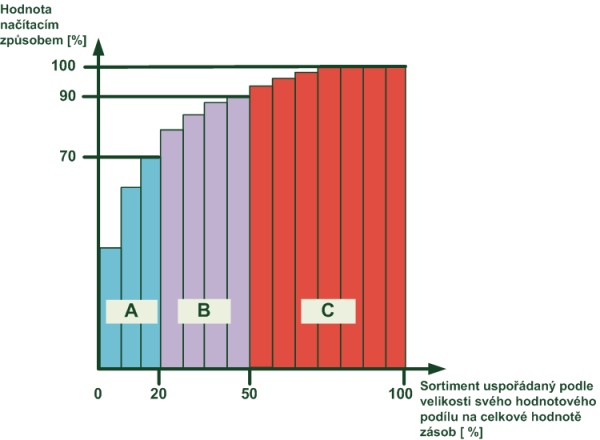 Hodnota
načítacím
způsobem [%]
100
90
70
A
B
C
0
20
50
100
Sortiment uspořádaný podle
velikosti svého hodnotového
podílu na celkové hodnotě
zásob [ %]